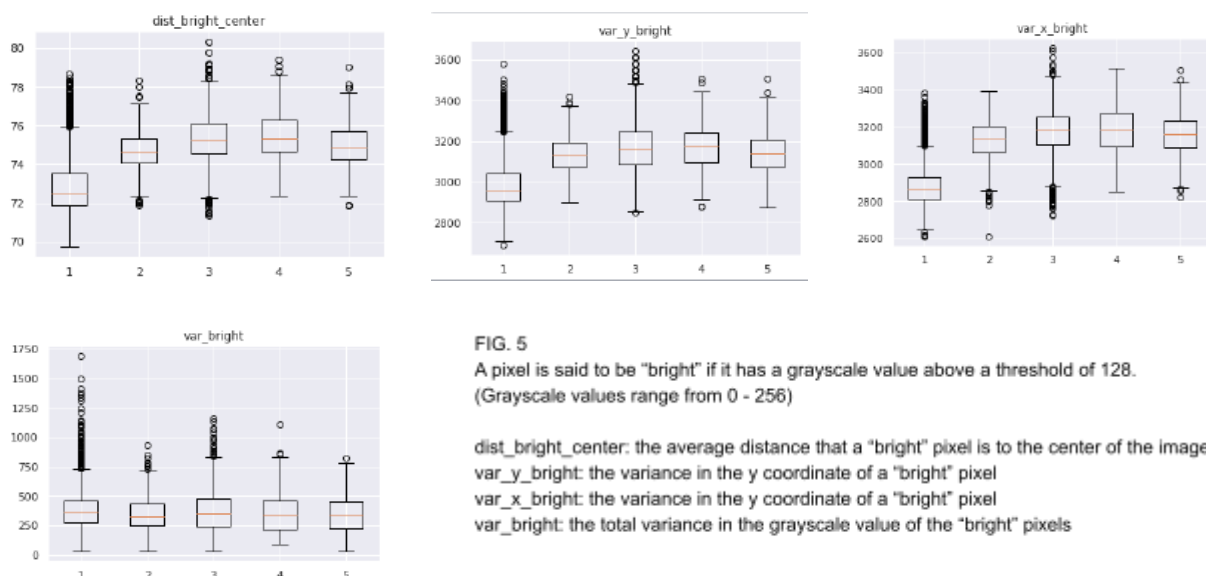 dist_bright_center
80
78
76
74
72
70
1 2 3 4 5
var_y_bright
3600
3400
3200
3000
2800
1 2 3 4 5
var_x_bright
3600
3400
3200
3000
2800
2600
1 2 3 4 5
var_bright
1750
1500
1250
1000
750
500
250
0
1 2 3 4 5
FIG. 5
A pixel is said to be “bright” if it has a grayscale value above a threshold of 128.
(Grayscale values range from 0 - 256)
dist_bright_center: the average distance that a “bright” pixel is to the center of the image
var_y_bright: the variance in the y coordinate of a “bright” pixel
var_x_bright: the variance in the y coordinate of a “bright” pixel
var_bright: the total variance in the grayscale value of the “bright” pixels